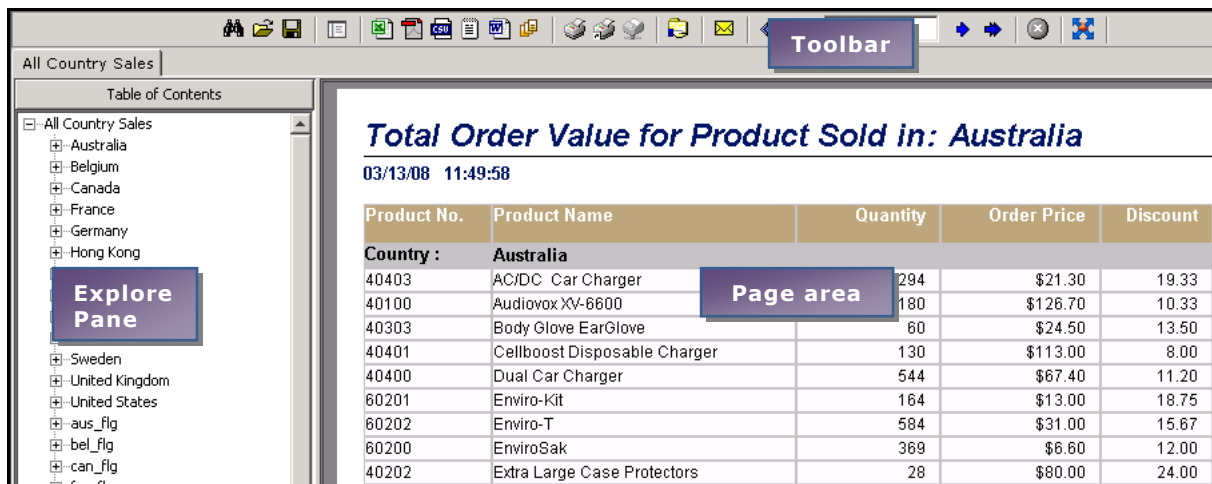 CSU
Toolbar
All Country Sales
Table of Contents
All Country Sales
Australia
Belgium
Canada
France
Germany
Hong Kong
Explore
Pane
Sweden
United Kingdom
United States
aus_flg
bel_flg
can_flg
Total Order Value for Product Sold in: Australia
03/13/08 11:49:58
Product No. Product Name Quantity Order Price Discount
Country : Australia
40403 AC/DC Car Charger 294 $21.30 19.33
Page area
40100 Audiovox XV-6600 180 $126.70 10.33
40303 Body Glove EarGlove 60 $24.50 13.50
40401 Cellboost Disposable Charger 130 $113.00 8.00
40400 Dual Car Charger 544 $67.40 11.20
60201 Enviro-Kit 164 $13.00 18.75
60202 Enviro-T 584 $31.00 15.67
60200 EnviroSak 369 $6.60 12.00
40202 Extra Large Case Protectors 28 $80.00 24.00